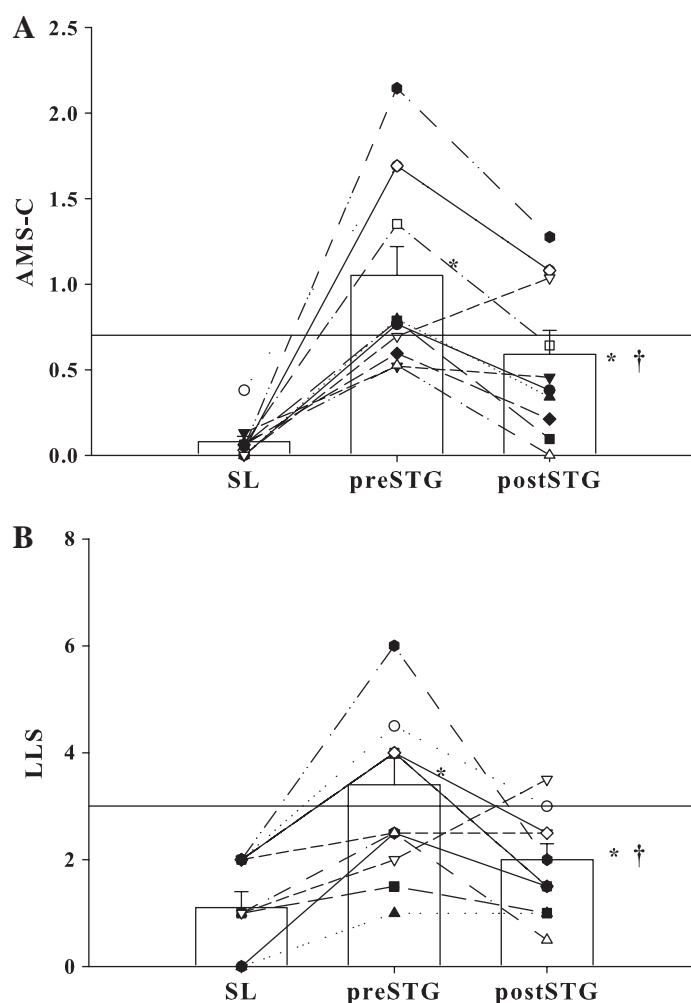 A
2.5
2.0
1.5
1.0
0.5
0.0
AMS-C
*
* †
SL preSTG postSTG
B
8
6
4
2
0
LLS
*
* †
SL preSTG postSTG